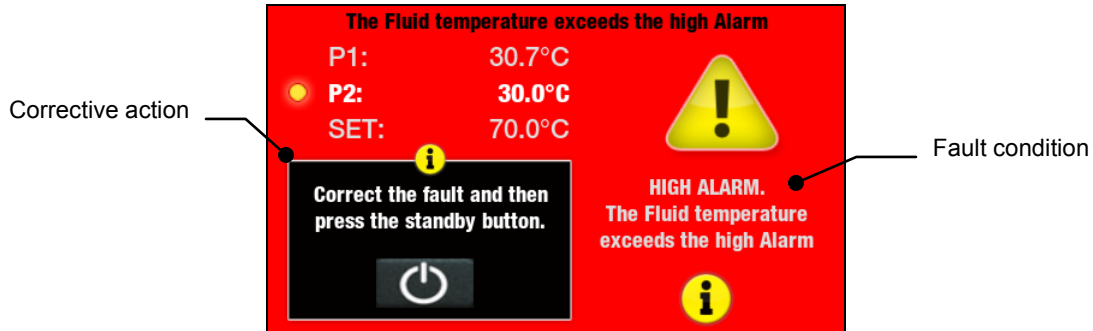 The Fluid temperature exceeds the high Alarm
P1: 30.7°C
P2: 30.0°C
SET: 70.0°C
Corrective action
Correct the fault and then
press the standby button.
HIGH ALARM.
The Fluid temperature
exceeds the high Alarm
Fault condition